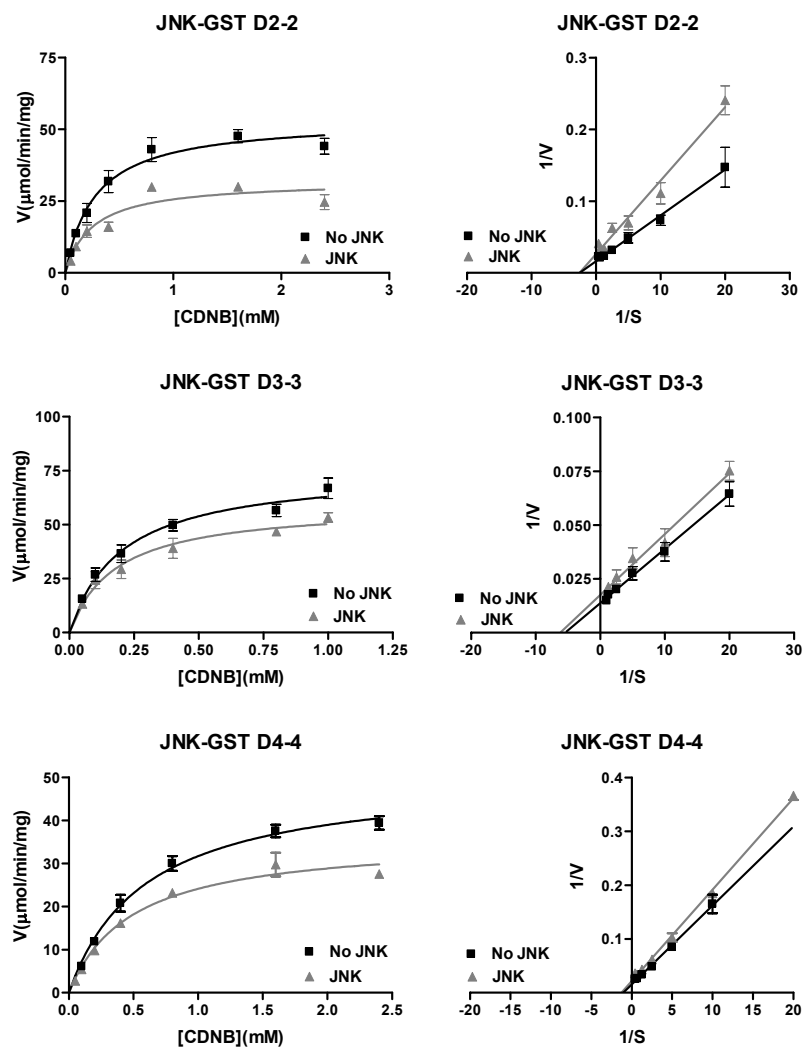 JNK-GST D2-2
75
50
25
0
0
1
2
3
V(μmol/min/mg)
[CDNB](mM)
No JNK
JNK
JNK-GST D2-2
0.3
0.2
0.1
-20
-10
0
10
20
30
1/V
1/S
No JNK
JNK
JNK-GST D3-3
100
75
50
25
0
0.00
0.25
0.50
0.75
1.00
1.25
V(μmol/min/mg)
[CDNB](mM)
No JNK
JNK
JNK-GST D3-3
0.100
0.075
0.050
0.025
-20
-10
0
10
20
30
1/V
1/S
No JNK
JNK
JNK-GST D4-4
50
40
30
20
10
0
0.0
0.5
1.0
1.5
2.0
2.5
V(μmol/min/mg)
[CDNB](mM)
No JNK
JNK
JNK-GST D4-4
0.4
0.3
0.2
0.1
-20
-15
-10
-5
0
5
10
15
20
1/V
1/S
No JNK
JNK